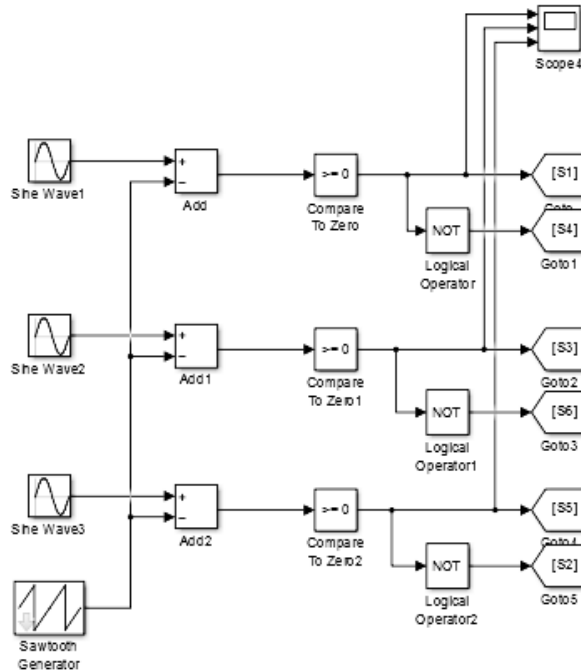 Scope4
+
−
Sine Wave1
Add
>= 0
Compare
To Zero
[S1]
Goto
NOT
Logical
Operator
[S4]
Goto1
+
−
Sine Wave2
Add1
>= 0
Compare
To Zero1
[S3]
Goto2
NOT
Logical
Operator1
[S6]
Goto3
+
−
Sine Wave3
Add2
>= 0
Compare
To Zero2
[S5]
Goto4
NOT
Logical
Operator2
[S2]
Goto5
Sawtooth
Generator